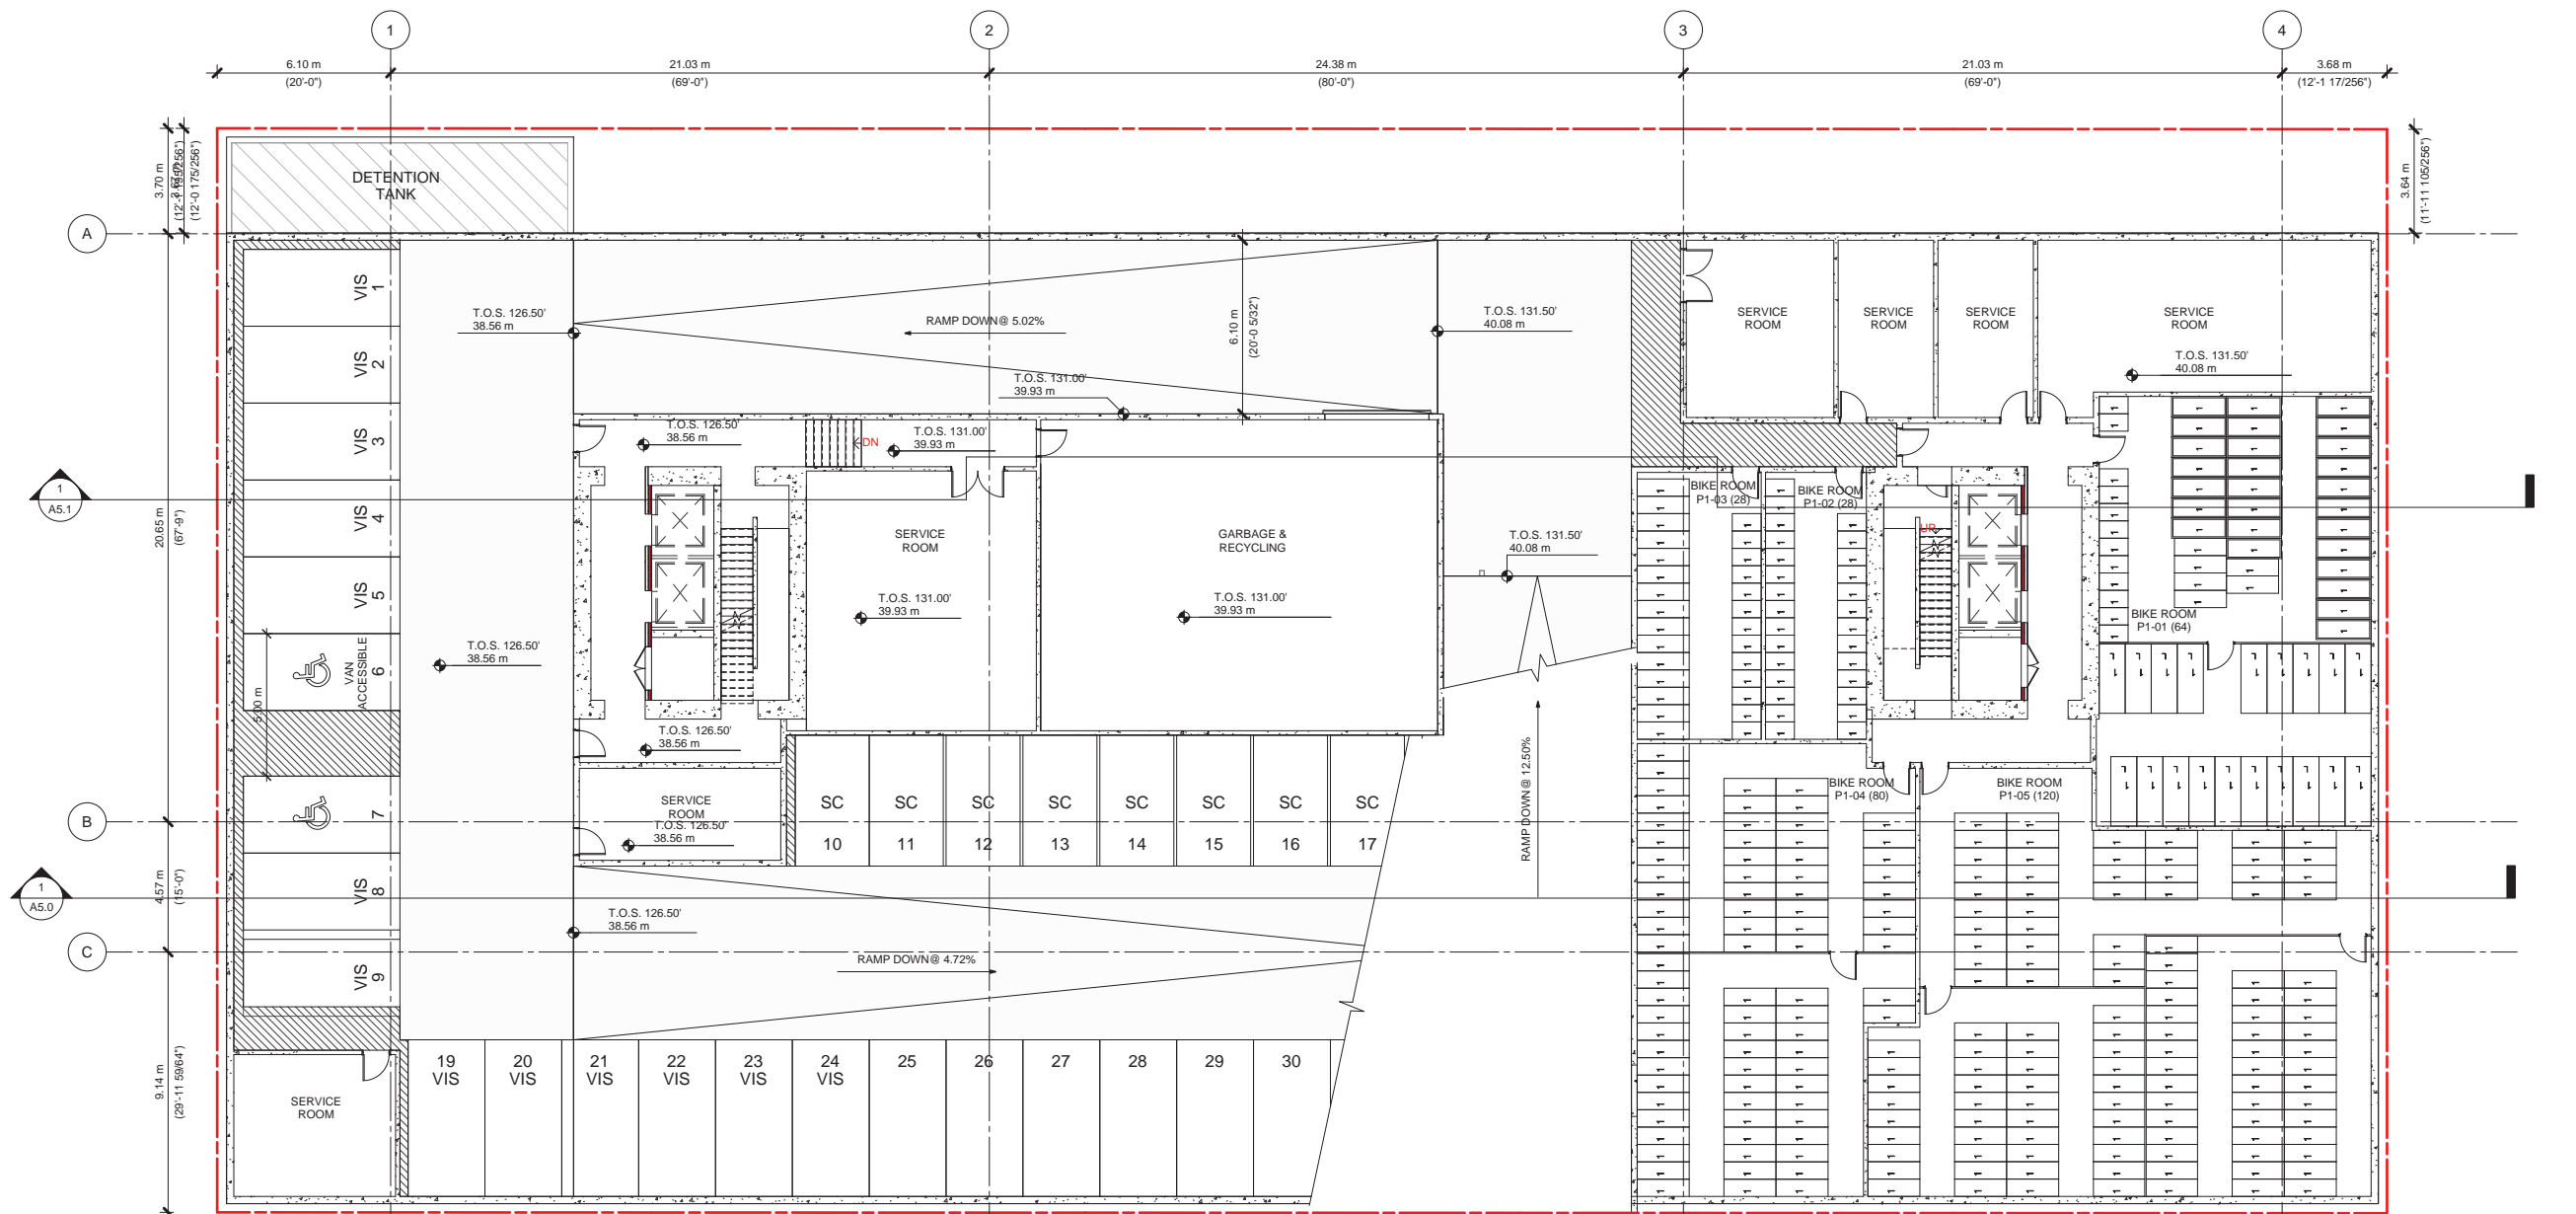 1
2
3
4
6.10 m
(20'-0")
21.03 m
(69'-0")
24.38 m
(80'-0")
21.03 m
(69'-0")
3.68 m
(12'-1 17/256")
3.70 m
(12'-0 175/256")
3.64 m
(11'-11 105/256")
DETENTION
TANK
A
VIS
1
VIS
2
VIS
3
VIS
4
VIS
5
VAN
ACCESSIBLE
6
5.00 m
7
VIS
8
VIS
9
T.O.S. 126.50'
38.56 m
RAMP DOWN@ 5.02%
6.10 m
(20'-0 5/32")
T.O.S. 131.50'
40.08 m
SERVICE
ROOM
SERVICE
ROOM
SERVICE
ROOM
SERVICE
ROOM
T.O.S. 131.50'
40.08 m
T.O.S. 131.00'
39.93 m
T.O.S. 126.50'
38.56 m
DN
T.O.S. 131.00'
39.93 m
1
A5.1
20.65 m
(67'-9")
SERVICE
ROOM
GARBAGE &
RECYCLING
T.O.S. 131.50'
40.08 m
T.O.S. 131.00'
39.93 m
T.O.S. 131.00'
39.93 m
BIKE ROOM
P1-03 (28)
BIKE ROOM
P1-02 (28)
UP
BIKE ROOM
P1-01 (64)
T.O.S. 126.50'
38.56 m
T.O.S. 126.50'
38.56 m
RAMP DOWN@ 12.50%
BIKE ROOM
P1-04 (80)
BIKE ROOM
P1-05 (120)
B
SERVICE
ROOM
T.O.S. 126.50'
38.56 m
SC
10
SC
11
SC
12
SC
13
SC
14
SC
15
SC
16
SC
17
4.57 m
(15'-0")
1
A5.0
T.O.S. 126.50'
38.56 m
C
RAMP DOWN@ 4.72%
9.14 m
(29'-11 59/64")
SERVICE
ROOM
19
VIS
20
VIS
21
VIS
22
VIS
23
VIS
24
VIS
25
26
27
28
29
30